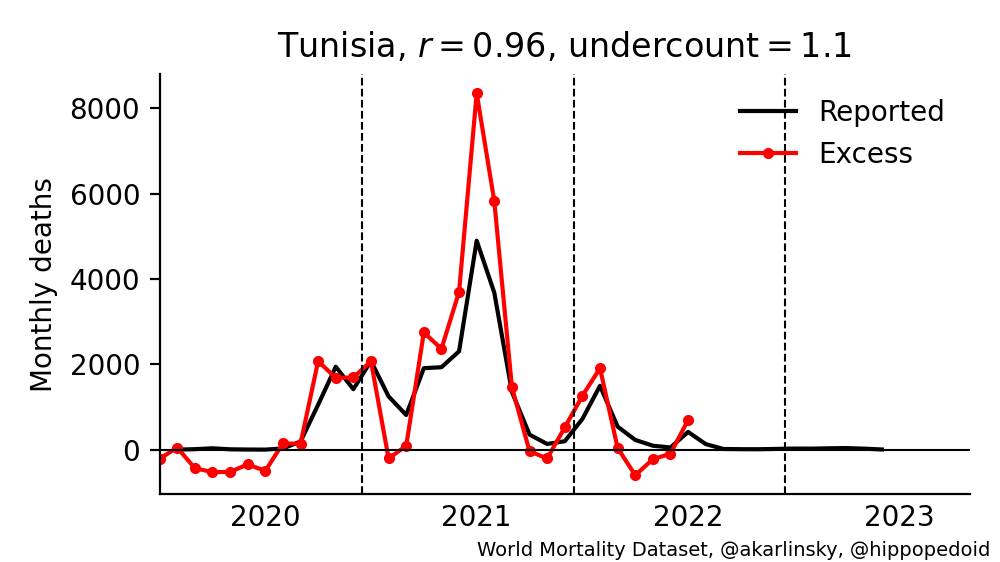 Tunisia, r = 0.96, undercount = 1.1
Monthly deaths
8000
6000
4000
2000
0
Reported
Excess
2020 2021 2022 2023
World Mortality Dataset, @akarlinsky, @hippopedoid